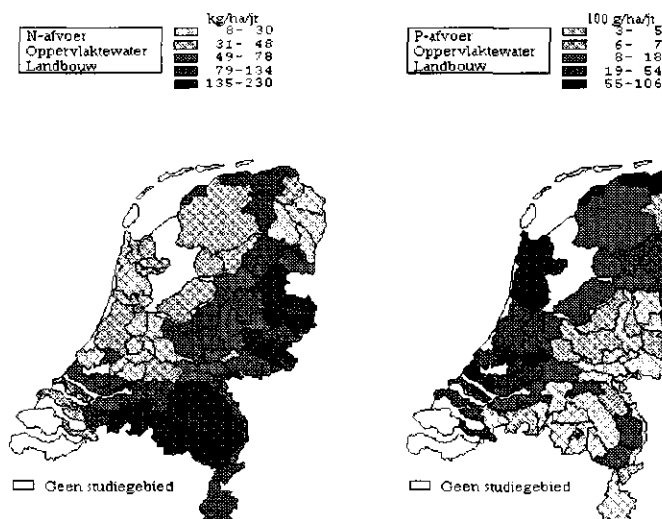 kg/ha/jr
N-afvoer
Oppervlaktewater
Landbouw
8- 30
31- 48
49- 78
79-134
135-230
Geen studiegebied
100 g/ha/jr
P-afvoer
Oppervlaktewater
Landbouw
3- 5
6- 7
8- 18
19- 54
55-106
Geen studiegebied